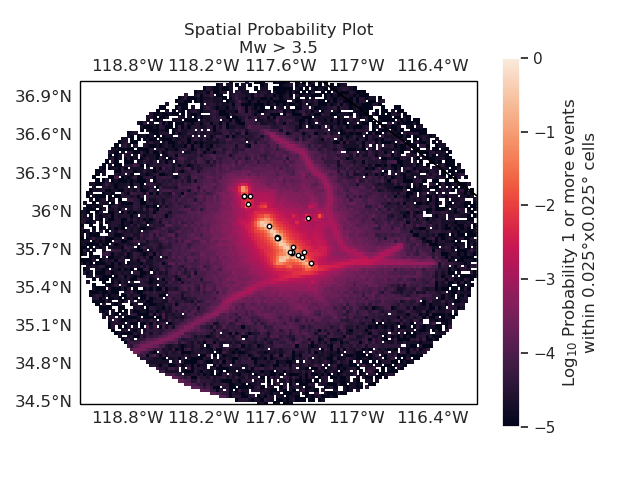 Spatial Probability Plot
Mw > 3.5
118.8°W 118.2°W 117.6°W 117°W 116.4°W
36.9°N
36.6°N
36.3°N
36°N
35.7°N
35.4°N
35.1°N
34.8°N
34.5°N
118.8°W 118.2°W 117.6°W 117°W 116.4°W
0
−1
−2
−3
−4
−5
Log₁₀ Probability 1 or more events
within 0.025°x0.025° cells